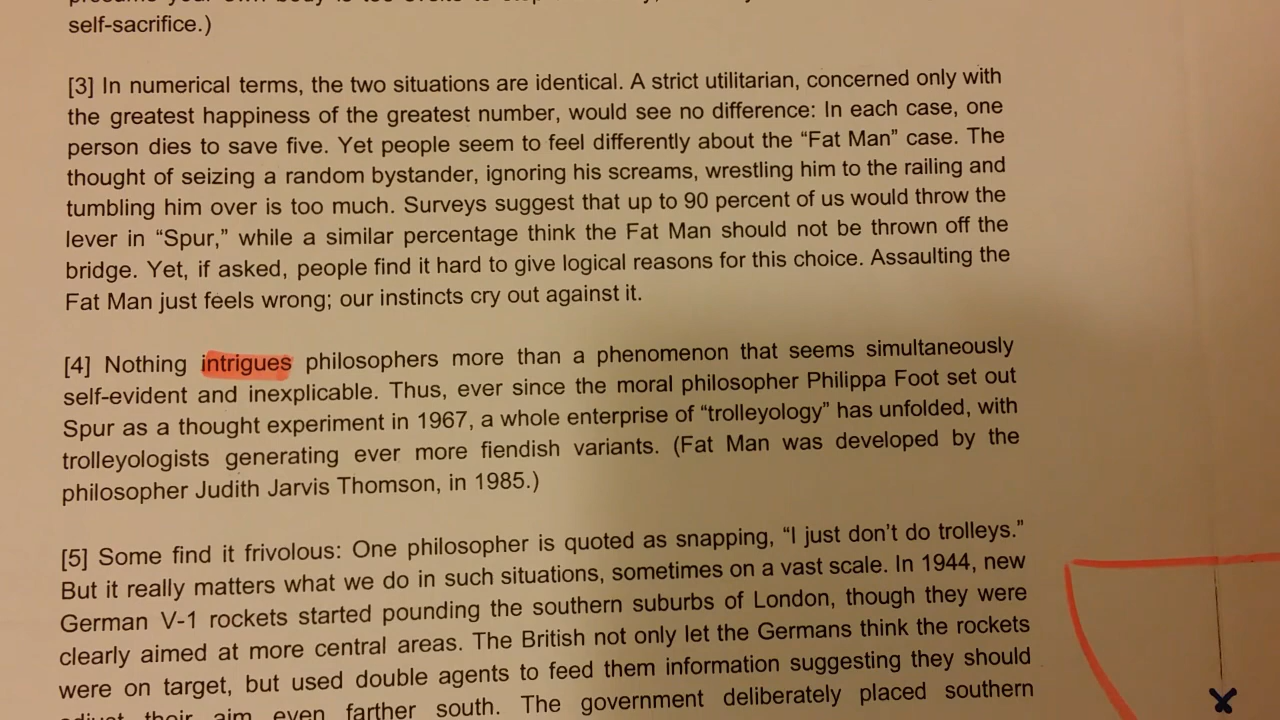 self-sacrifice.)
[3] In numerical terms, the two situations are identical. A strict utilitarian, concerned only with
the greatest happiness of the greatest number, would see no difference: In each case, one
person dies to save five. Yet people seem to feel differently about the “Fat Man” case. The
thought of seizing a random bystander, ignoring his screams, wrestling him to the railing and
tumbling him over is too much. Surveys suggest that up to 90 percent of us would throw the
lever in “Spur,” while a similar percentage think the Fat Man should not be thrown off the
bridge. Yet, if asked, people find it hard to give logical reasons for this choice. Assaulting the
Fat Man just feels wrong; our instincts cry out against it.
[4] Nothing intrigues philosophers more than a phenomenon that seems simultaneously
self-evident and inexplicable. Thus, ever since the moral philosopher Philippa Foot set out
Spur as a thought experiment in 1967, a whole enterprise of “trolleyology” has unfolded, with
trolleyologists generating ever more fiendish variants. (Fat Man was developed by the
philosopher Judith Jarvis Thomson, in 1985.)
[5] Some find it frivolous: One philosopher is quoted as snapping, “I just don’t do trolleys.”
But it really matters what we do in such situations, sometimes on a vast scale. In 1944, new
German V-1 rockets started pounding the southern suburbs of London, though they were
clearly aimed at more central areas. The British not only let the Germans think the rockets
were on target, but used double agents to feed them information suggesting they should
adjust their aim even farther south. The government deliberately placed southern